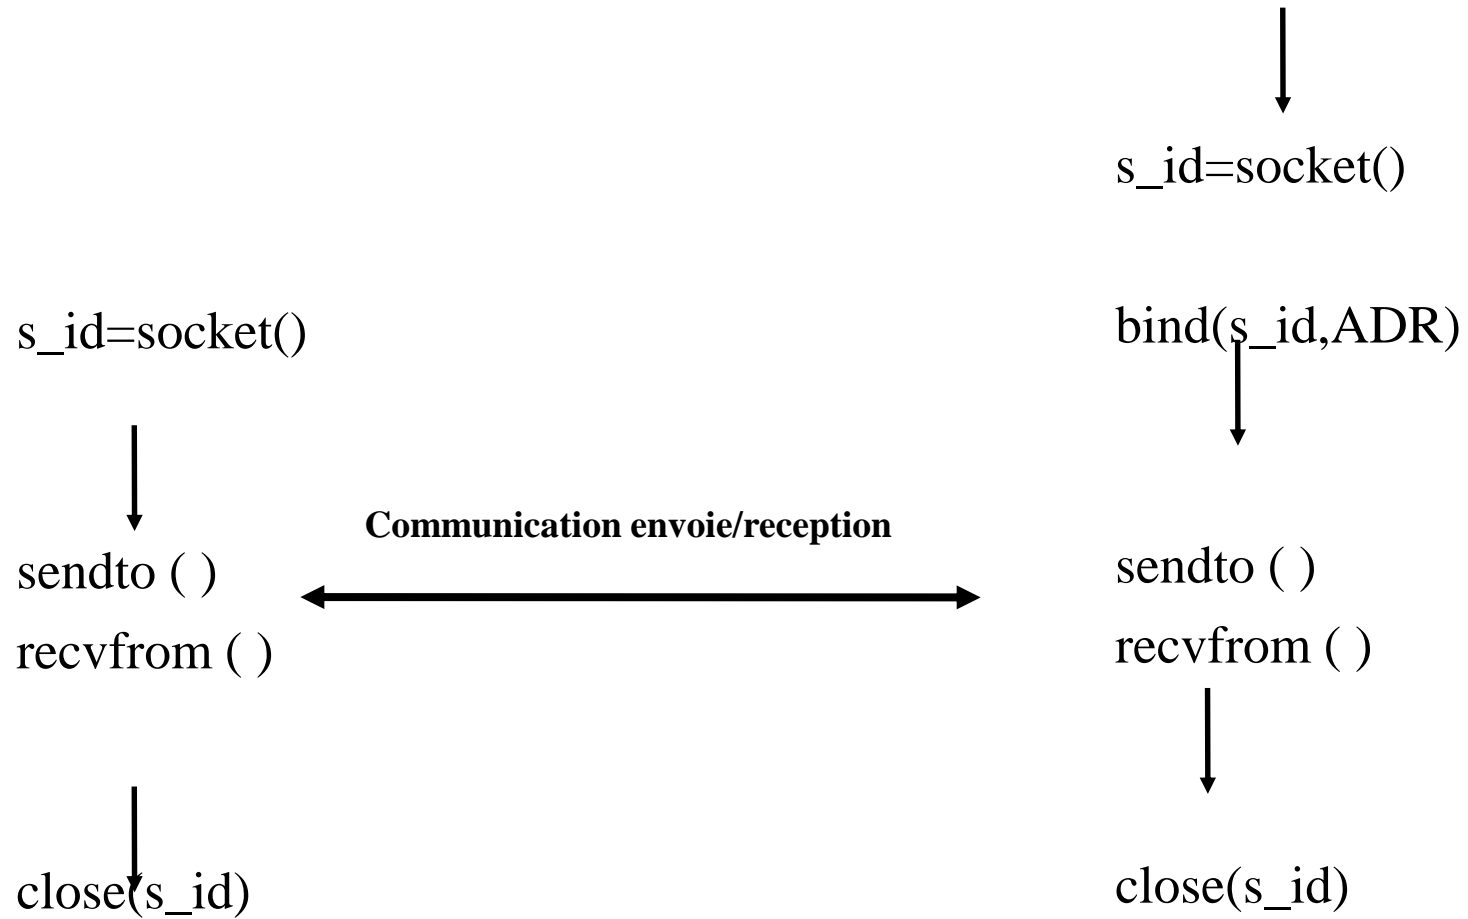 s_id=socket()
bind(s_id,ADR)
s_id=socket()
Communication envoie/reception
sendto ( )
recvfrom ( )
sendto ( )
recvfrom ( )
close(s_id)
close(s_id)